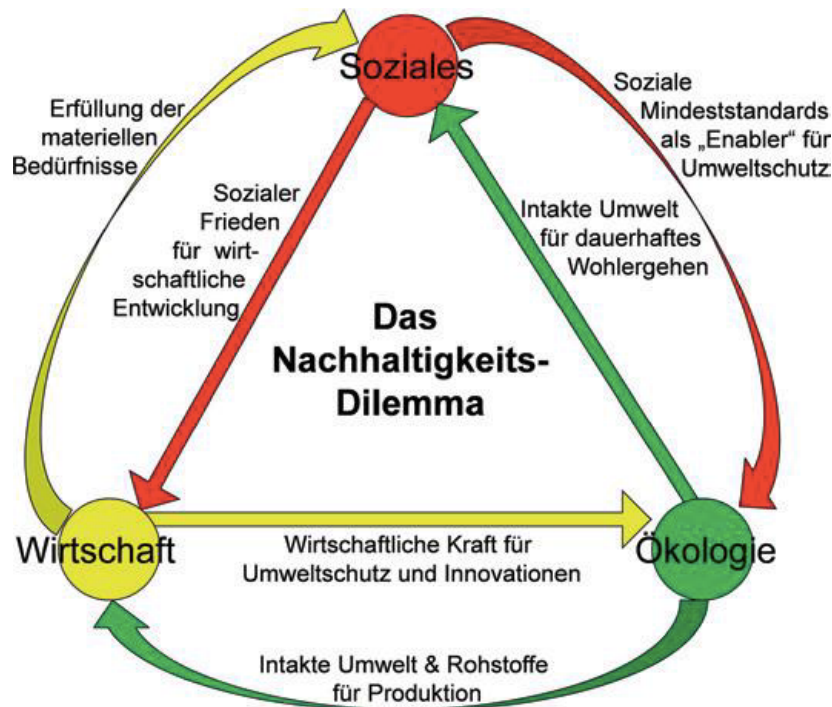 Soziales
Erfüllung der
materiellen
Bedürfnisse
Soziale
Mindeststandards
als „Enabler“ für
Umweltschutz
Sozialer
Frieden
für wirt-
schaftliche
Entwicklung
Intakte Umwelt
für dauerhaftes
Wohlergehen
Das
Nachhaltigkeits-
Dilemma
Wirtschaft
Wirtschaftliche Kraft für
Umweltschutz und Innovationen
Ökologie
Intakte Umwelt & Rohstoffe
für Produktion